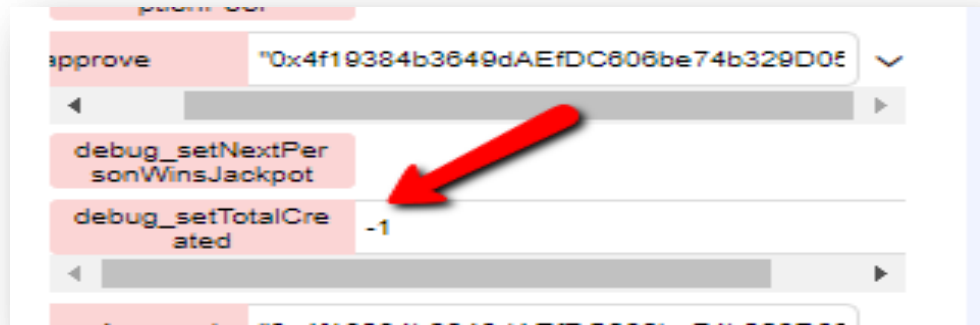 approve "0x4f19384b3649dAEfDC606be74b329D05
debug_setNextPer
sonWinsJackpot
debug_setTotalCre
ated
-1